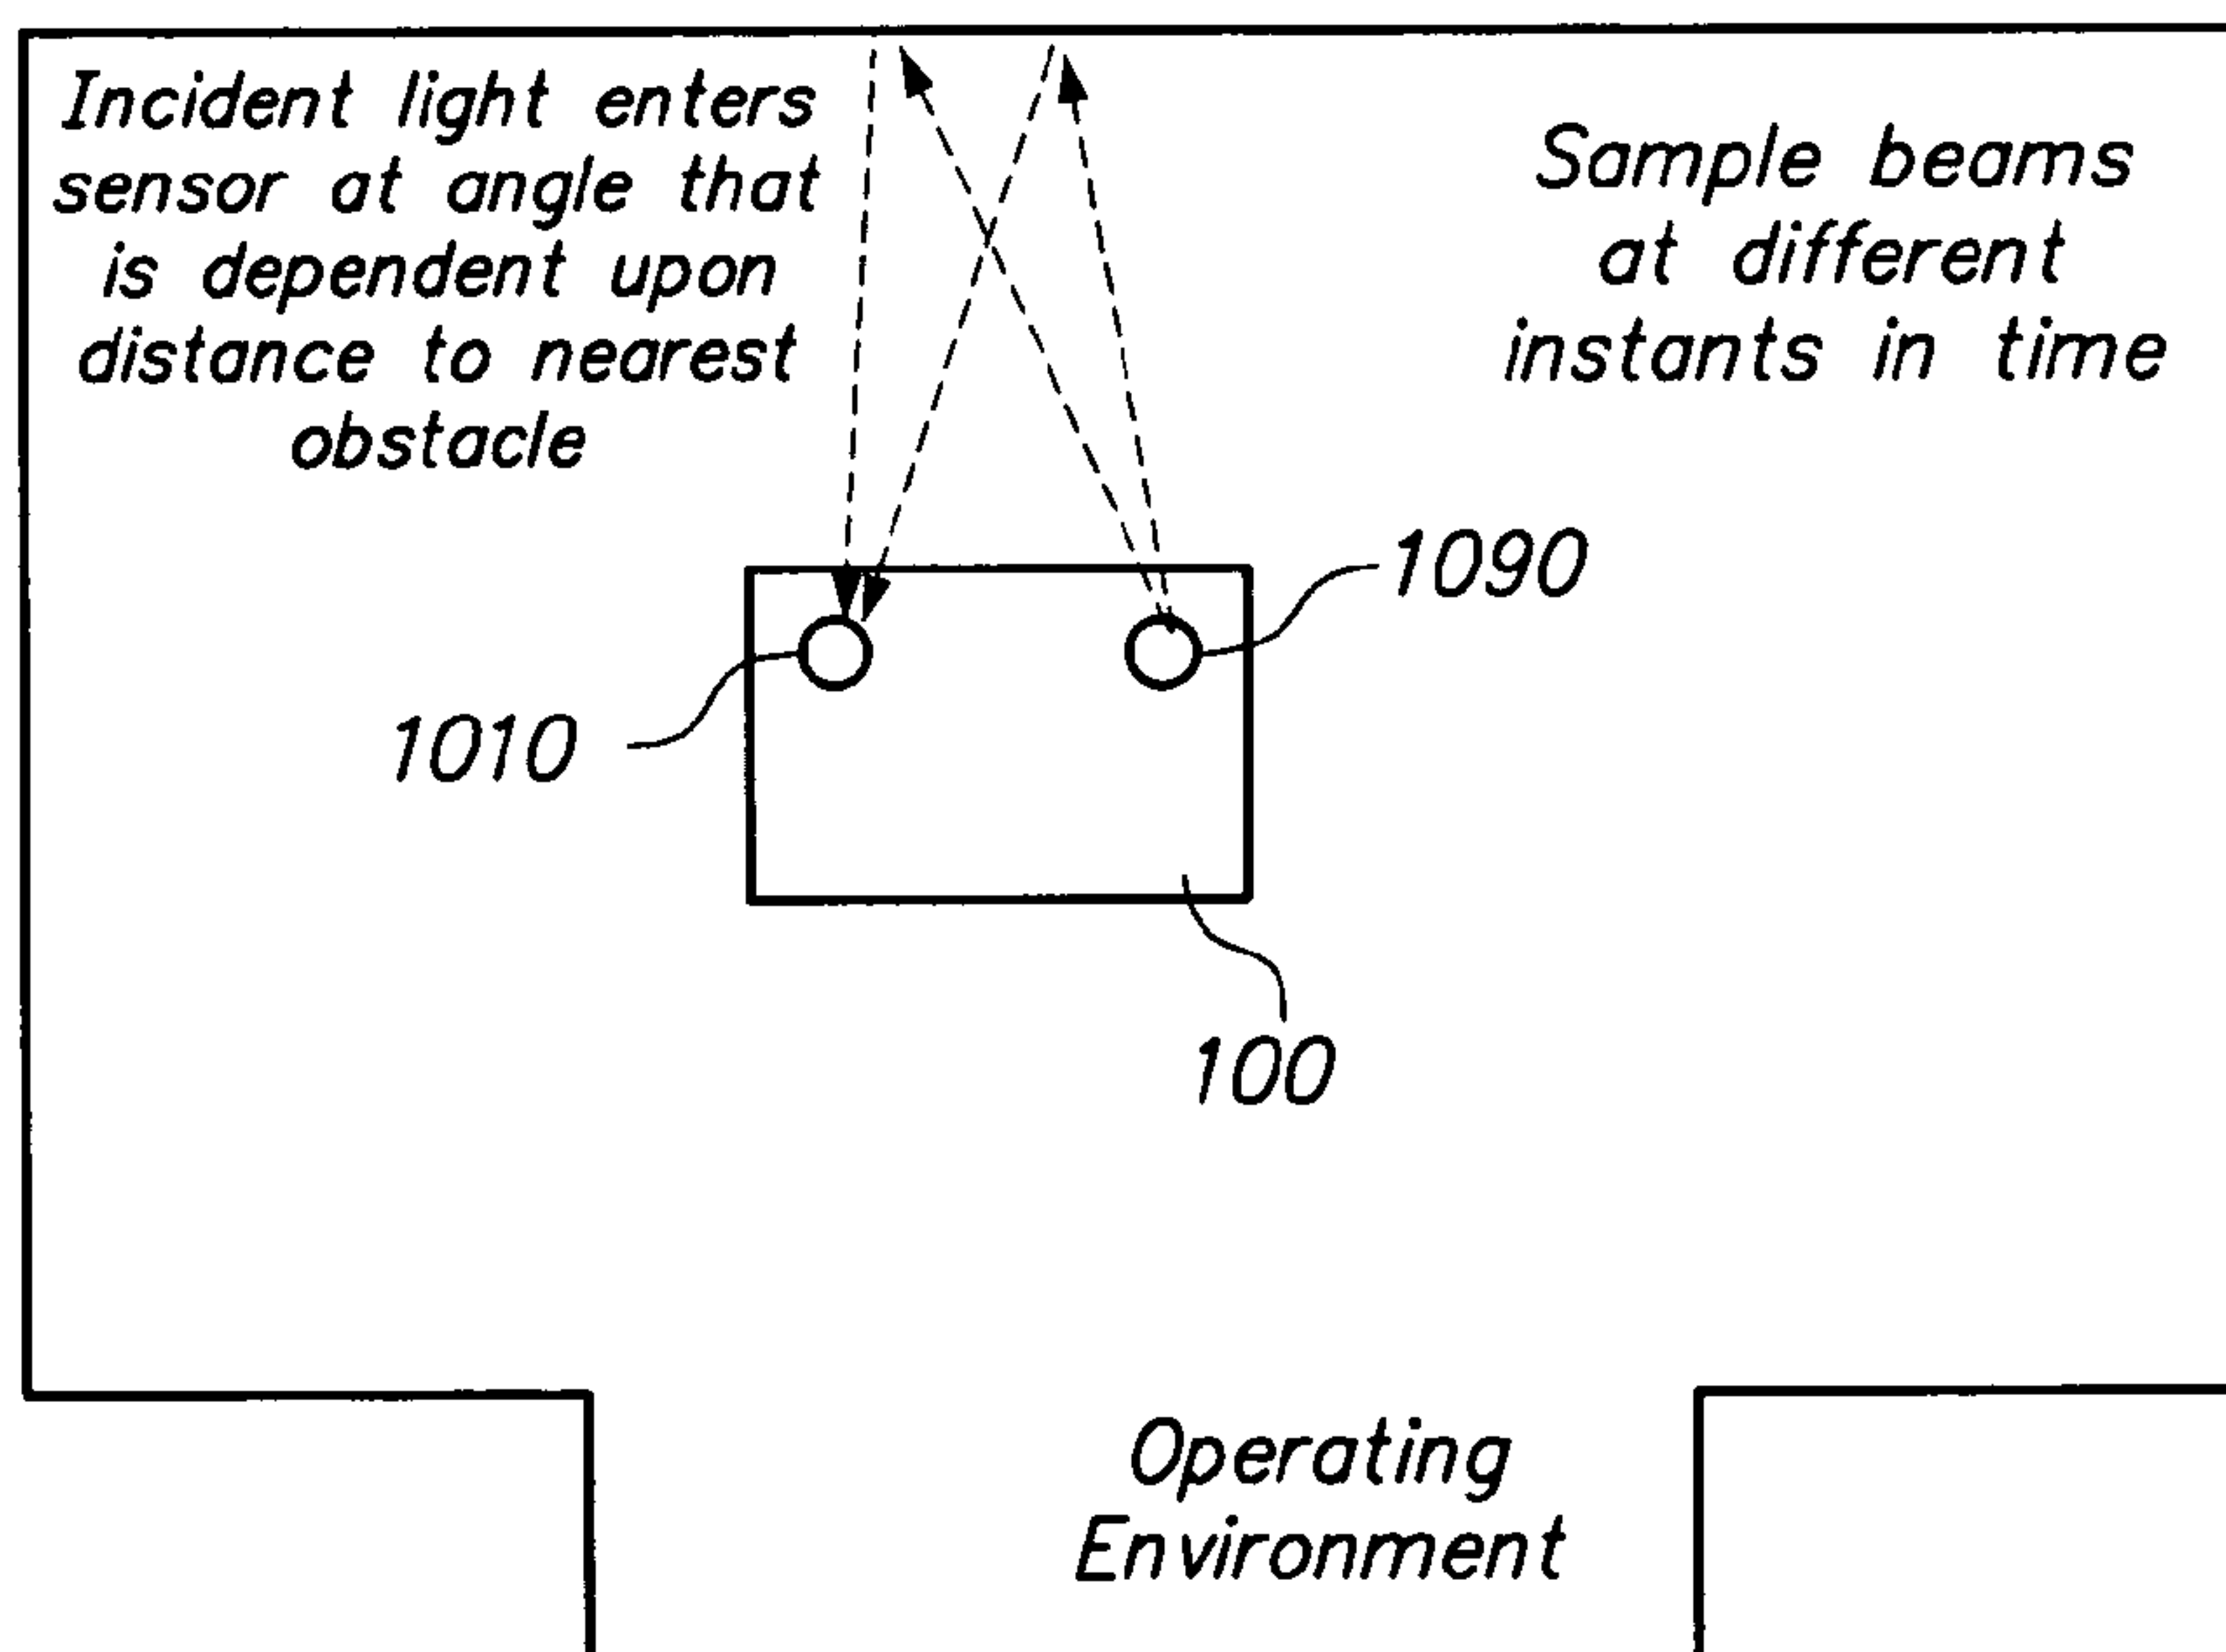 Incident light enters
sensor at angle that
is dependent upon
distance to nearest
obstacle
Sample beams
at different
instants in time
1090
1010
100
Operating
Environment